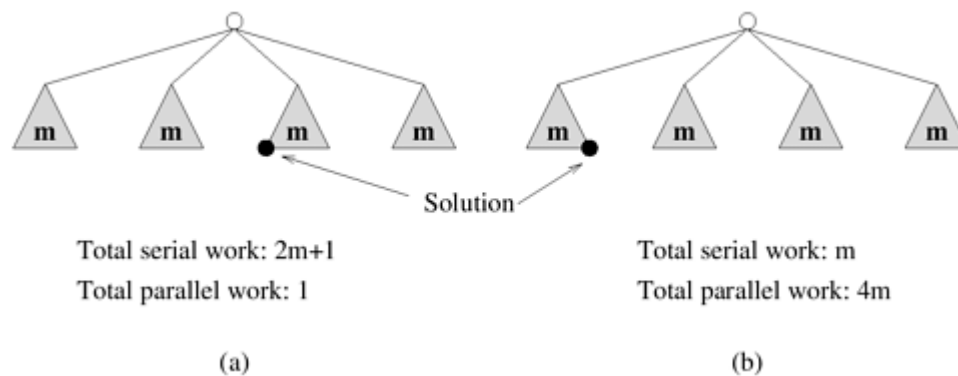 m m m m m m m m
Solution
Total serial work: 2m+1
Total parallel work: 1
Total serial work: m
Total parallel work: 4m
(a)
(b)